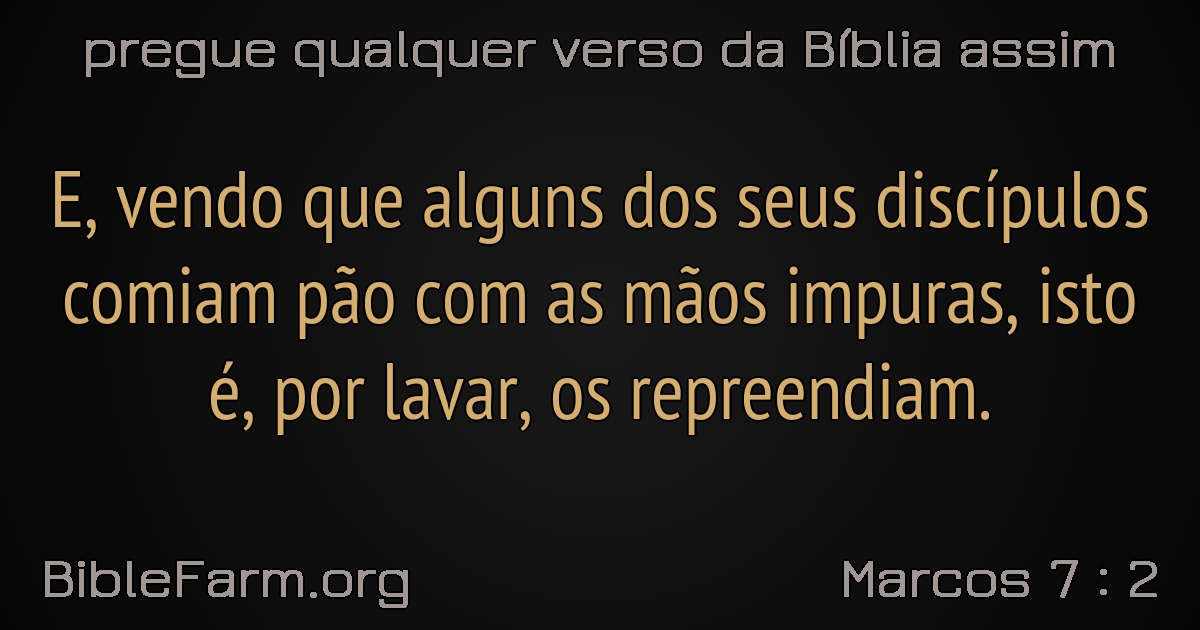 pregue qualquer verso da Bíblia assim
E, vendo que alguns dos seus discípulos
comiam pão com as mãos impuras, isto
é, por lavar, os repreendiam.
BibleFarm.org
Marcos 7 : 2